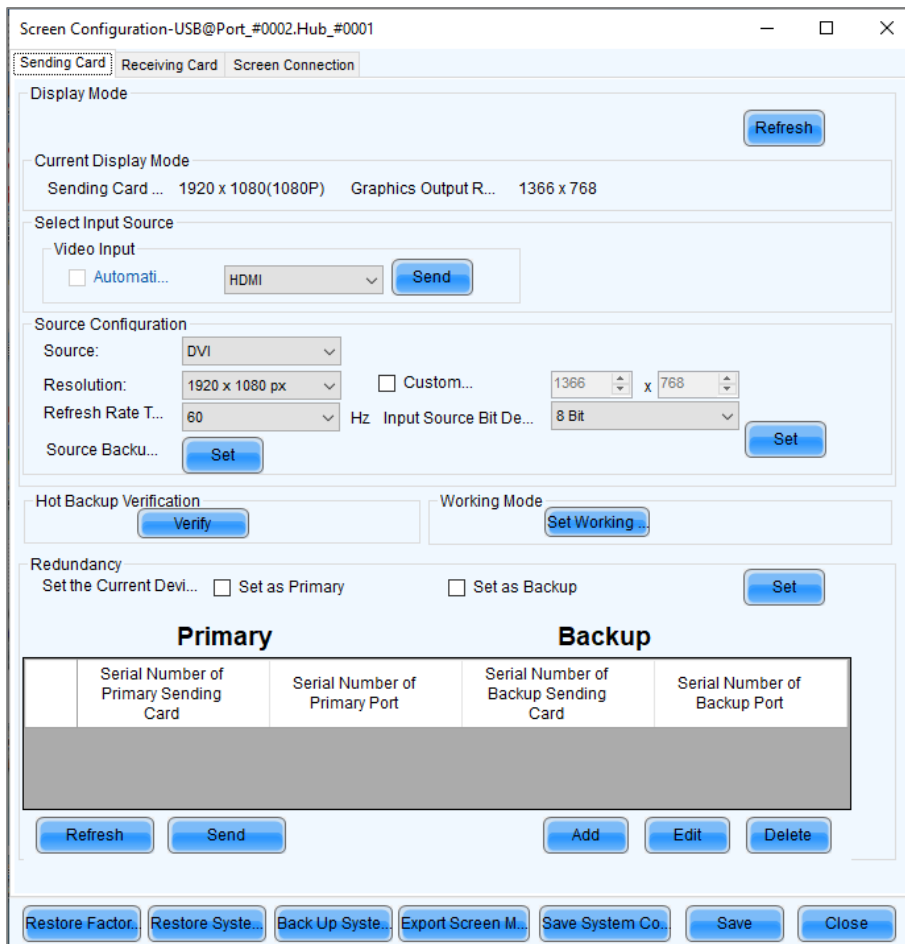 Screen Configuration-USB@Port_#0002.Hub_#0001
Sending Card Receiving Card Screen Connection
Display Mode
Refresh
Current Display Mode
Sending Card ... 1920 x 1080(1080P) Graphics Output R... 1366 x 768
Select Input Source
Video Input
Automati... HDMI Send
Source Configuration
Source: DVI
Resolution: 1920 x 1080 px Custom... 1366 x 768
Refresh Rate T... 60 Hz Input Source Bit De... 8 Bit
Source Backu... Set Set
Hot Backup Verification Working Mode
Verify Set Working ...
Redundancy
Set the Current Devi... Set as Primary Set as Backup Set
Primary Backup
Serial Number of Primary Sending Card Serial Number of Primary Port Serial Number of Backup Sending Card Serial Number of Backup Port
Refresh Send Add Edit Delete
Restore Factor... Restore Syste... Back Up Syste... Export Screen M... Save System Co... Save Close